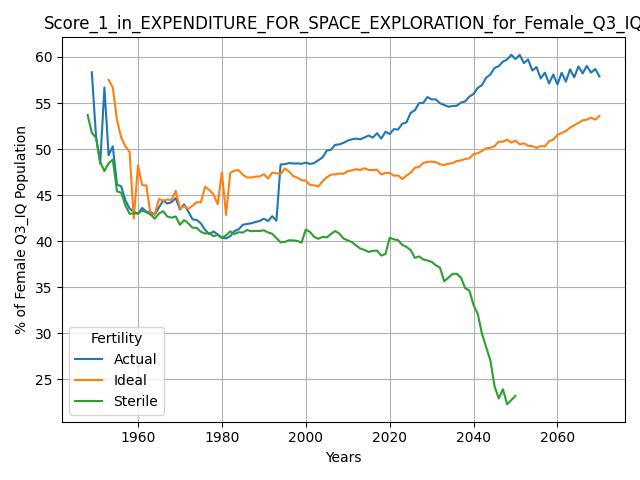 Score_1_in_EXPENDITURE_FOR_SPACE_EXPLORATION_for_Female_Q3_IQ
% of Female Q3_IQ Population
60
55
50
45
40
35
30
25
Fertility
Actual
Ideal
Sterile
1960
1980
2000
2020
2040
2060
Years